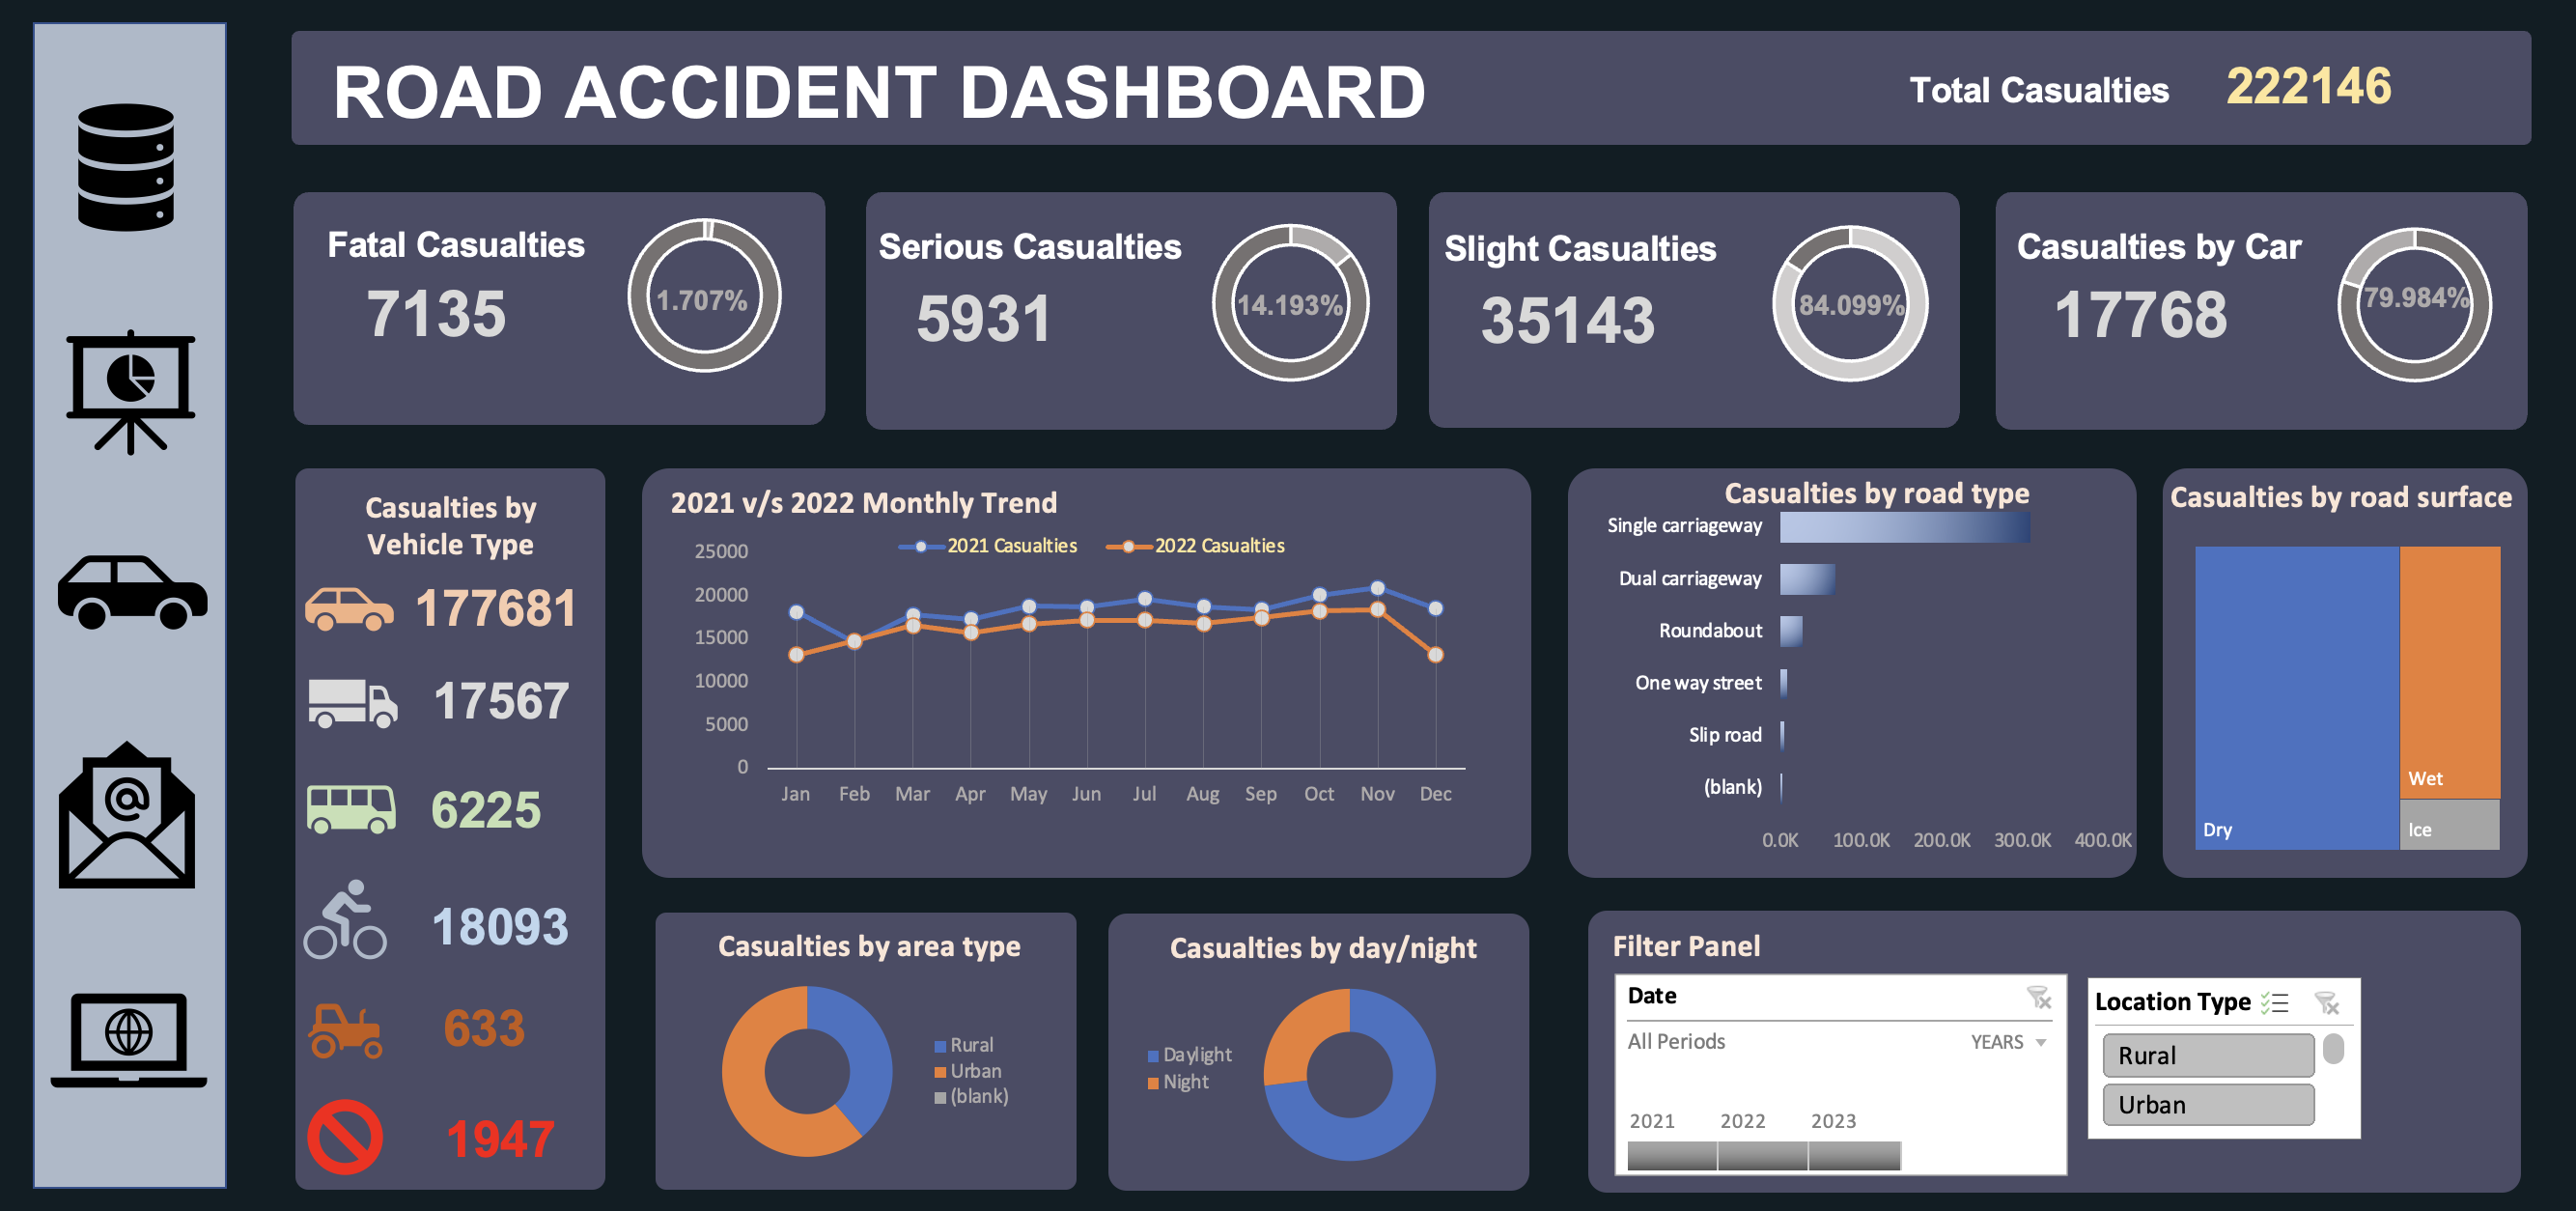 ROAD ACCIDENT DASHBOARD
Total Casualties 222146
Fatal Casualties
7135
1.707%
Serious Casualties
5931
14.193%
Slight Casualties
35143
84.099%
Casualties by Car
17768
79.984%
Casualties by
Vehicle Type
177681
17567
6225
18093
633
1947
2021 v/s 2022 Monthly Trend
2021 Casualties 2022 Casualties
25000
20000
15000
10000
5000
0
Jan Feb Mar Apr May Jun Jul Aug Sep Oct Nov Dec
Casualties by road type
Single carriageway
Dual carriageway
Roundabout
One way street
Slip road
(blank)
0.0K 100.0K 200.0K 300.0K 400.0K
Casualties by road surface
Wet
Dry
Ice
Casualties by area type
Rural
Urban
(blank)
Casualties by day/night
Daylight
Night
Filter Panel
Date
All Periods YEARS
2021 2022 2023
Location Type
Rural
Urban
@